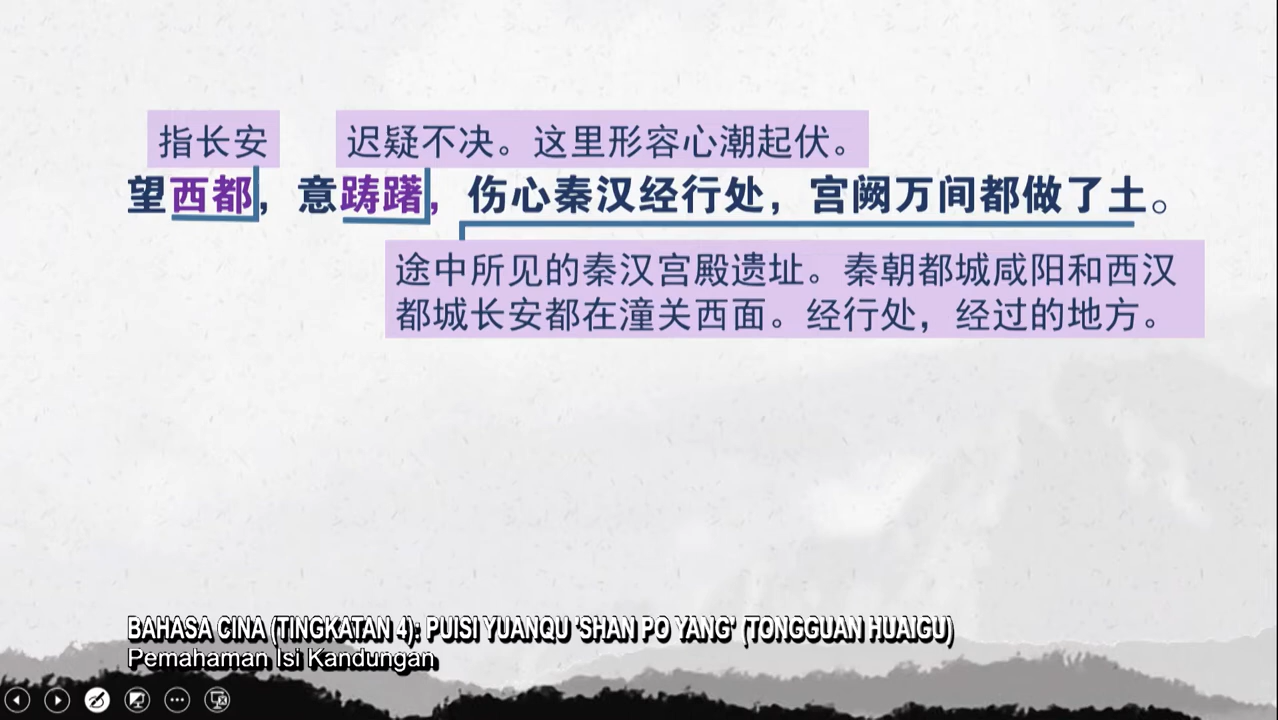 指长安 迟疑不决。这里形容心潮起伏。
望西都，意踌躇，伤心秦汉经行处，宫阙万间都做了土。
途中所见的秦汉宫殿遗址。秦朝都城咸阳和西汉
都城长安都在潼关西面。经行处，经过的地方。
BAHASA CINA (TINGKATAN 4): PUISI YUANQU 'SHAN PO YANG' (TONGGUAN HUAIGU)
Pemahaman Isi Kandungan